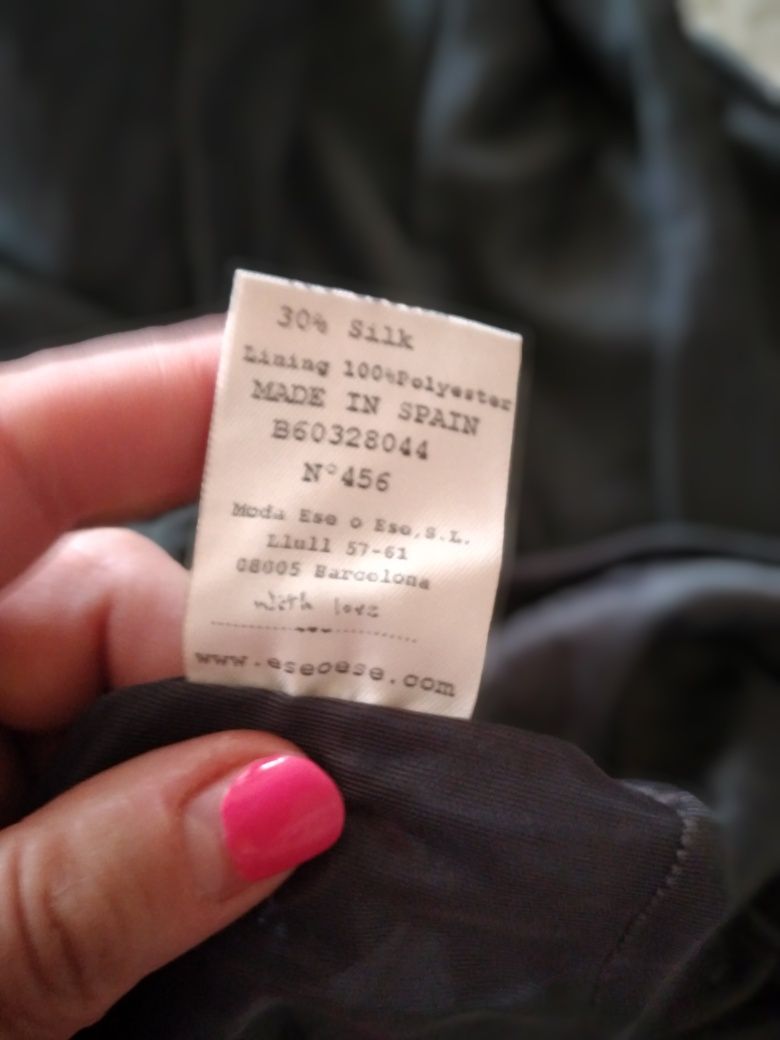 30% Silk
Lining 100%Polyester
MADE IN SPAIN
B60328044
Nº456
Moda Ese o Ese,S.L.
Llull 57-61
08005 Barcelona
with love
www.eseoese.com